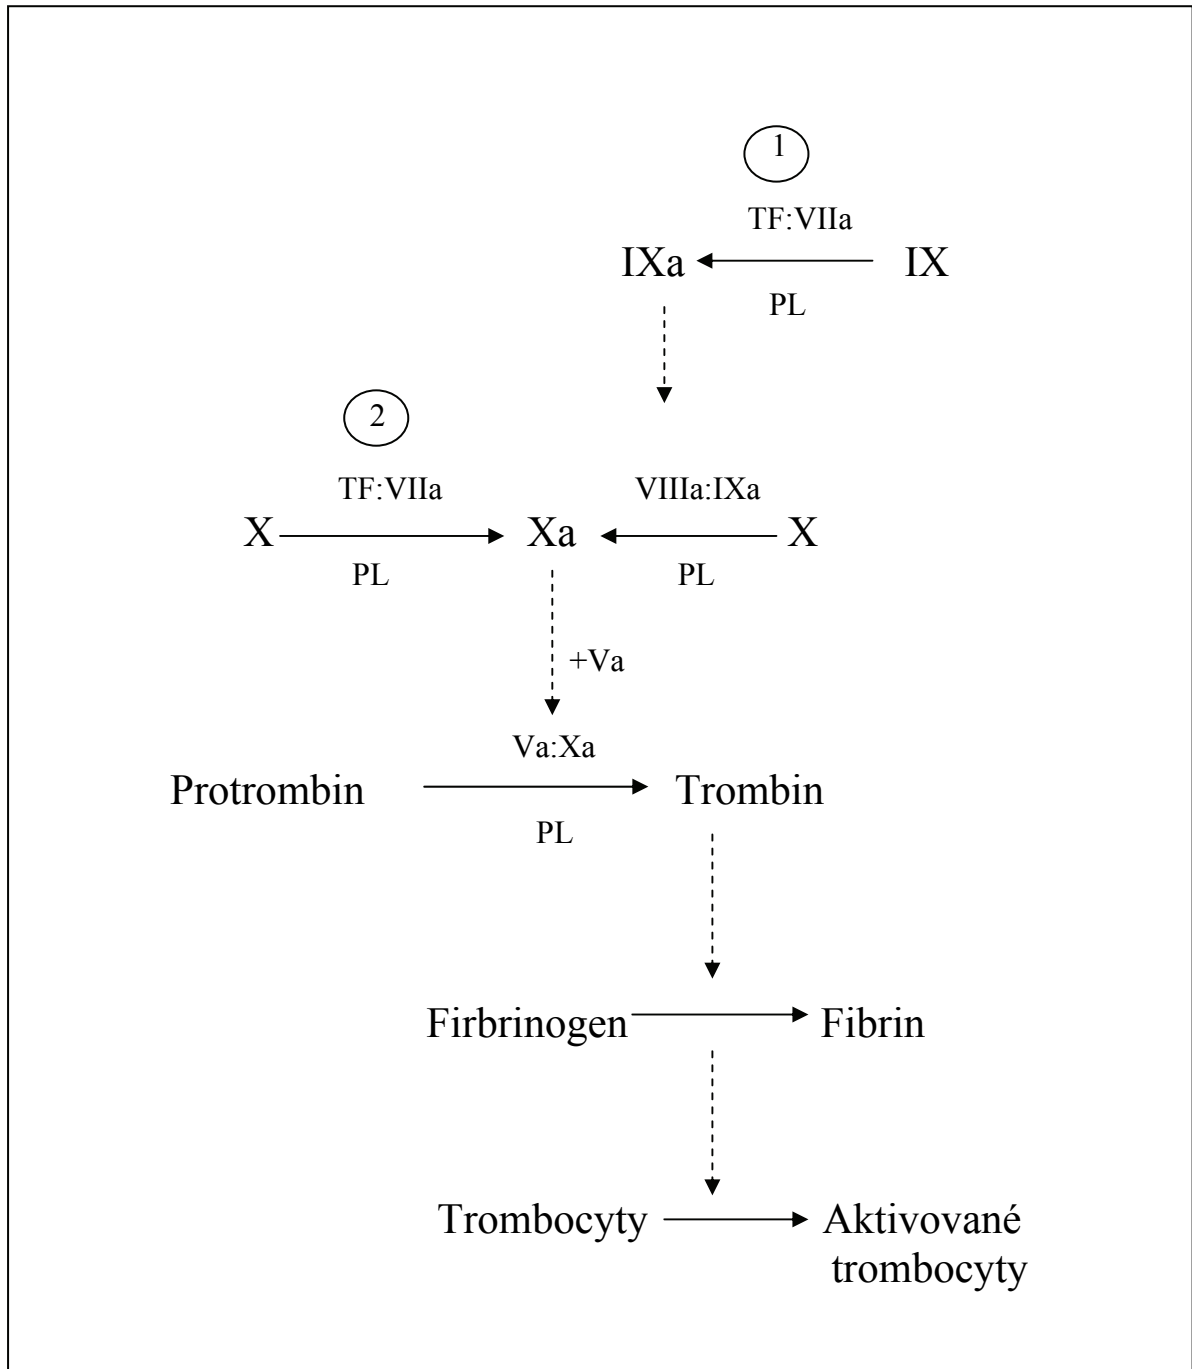 1
TF:VIIa
IXa IX
PL
2
TF:VIIa VIIIa:IXa
X Xa X
PL PL
+Va
Va:Xa
Protrombin Trombin
PL
Firbrinogen Fibrin
Trombocyty Aktivované
trombocyty